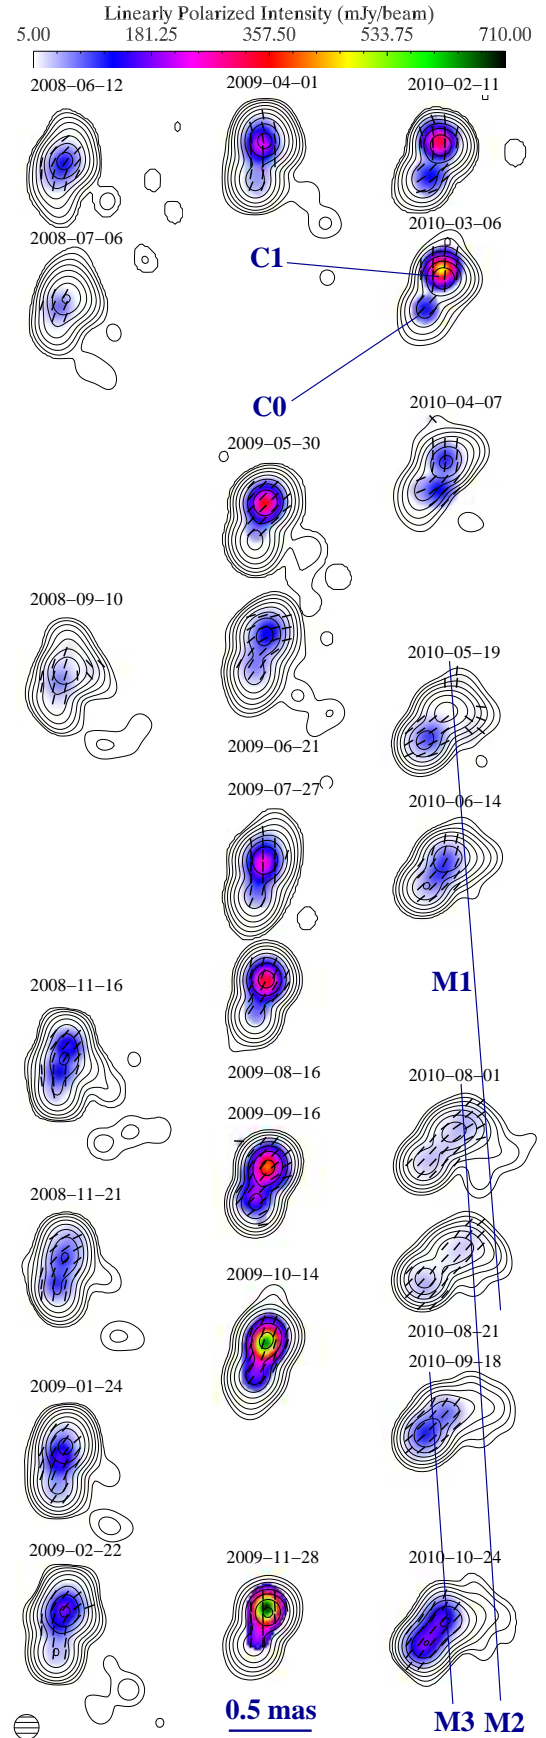 Linearly Polarized Intensity (mJy/beam)
5.00 181.25 357.50 533.75 710.00
2008–06–12 2009–04–01 2010–02–11
2008–07–06 2010–03–06
C1
C0
2010–04–07
2009–05–30
2008–09–10
2010–05–19
2009–06–21
2009–07–27
2010–06–14
M1
2008–11–16
2009–08–16
2010–08–01
2009–09–16
2008–11–21
2009–10–14
2010–08–21
2010–09–18
2009–01–24
2009–02–22 2009–11–28 2010–10–24
0.5 mas
M3 M2